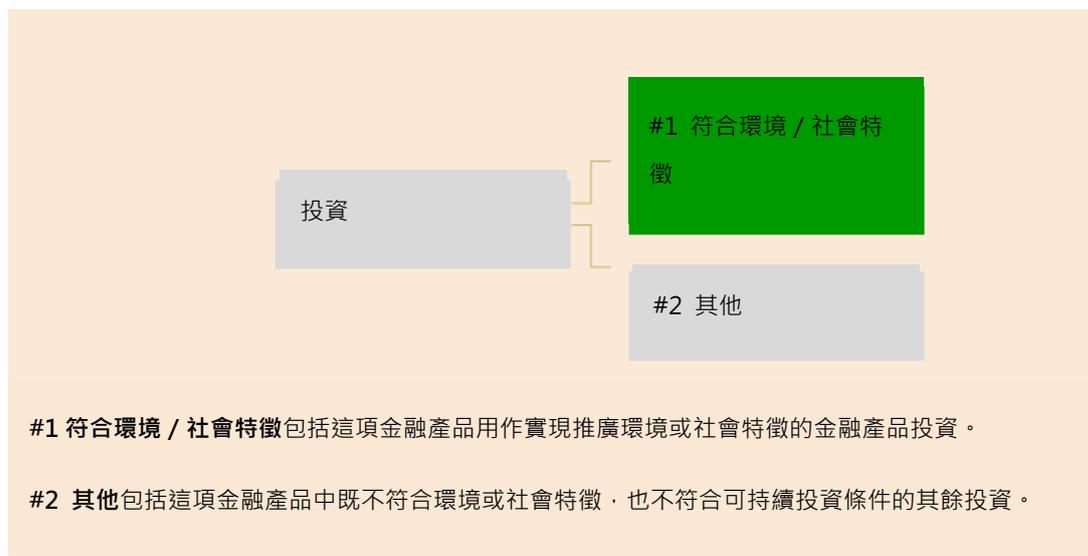 #1 符合環境 / 社會特
徵
投資
#2 其他
#1 符合環境 / 社會特徵包括這項金融產品用作實現推廣環境或社會特徵的金融產品投資。
#2 其他包括這項金融產品中既不符合環境或社會特徵，也不符合可持續投資條件的其餘投資。